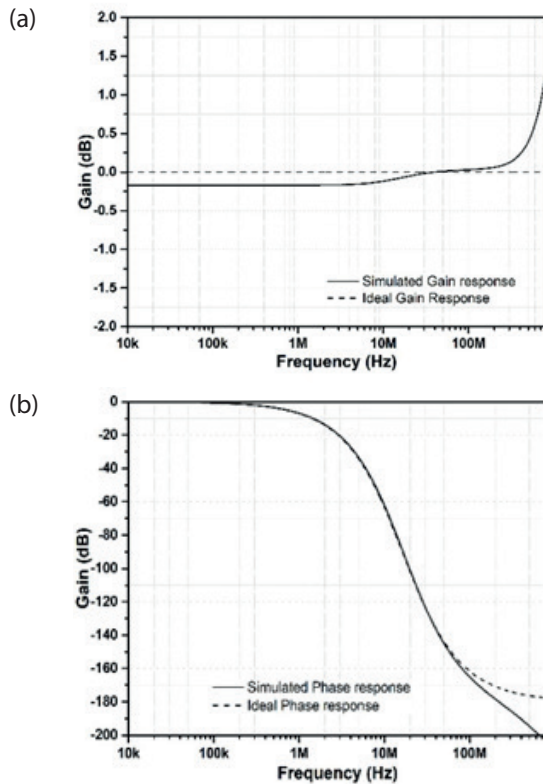 (a)
2.0
1.5
1.0
0.5
0.0
-0.5
-1.0
-1.5
-2.0
Gain (dB)
Simulated Gain response
Ideal Gain Response
10k 100k 1M 10M 100M
Frequency (Hz)
(b)
0
-20
-40
-60
-80
-100
-120
-140
-160
-180
-200
Gain (dB)
Simulated Phase response
Ideal Phase response
10k 100k 1M 10M 100M
Frequency (Hz)